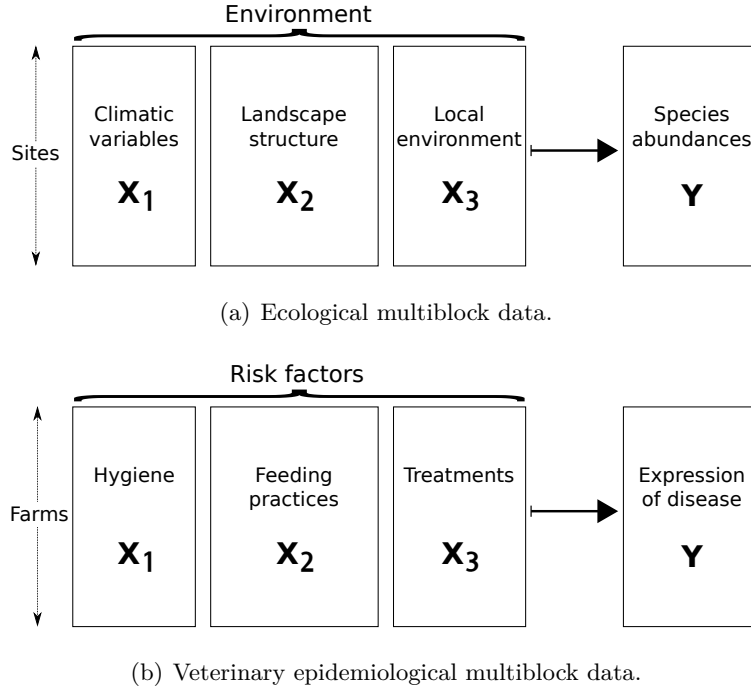 Environment
Sites
Climatic
variables
X1
Landscape
structure
X2
Local
environment
X3
Species
abundances
Y
(a) Ecological multiblock data.
Risk factors
Farms
Hygiene
X1
Feeding
practices
X2
Treatments
X3
Expression
of disease
Y
(b) Veterinary epidemiological multiblock data.